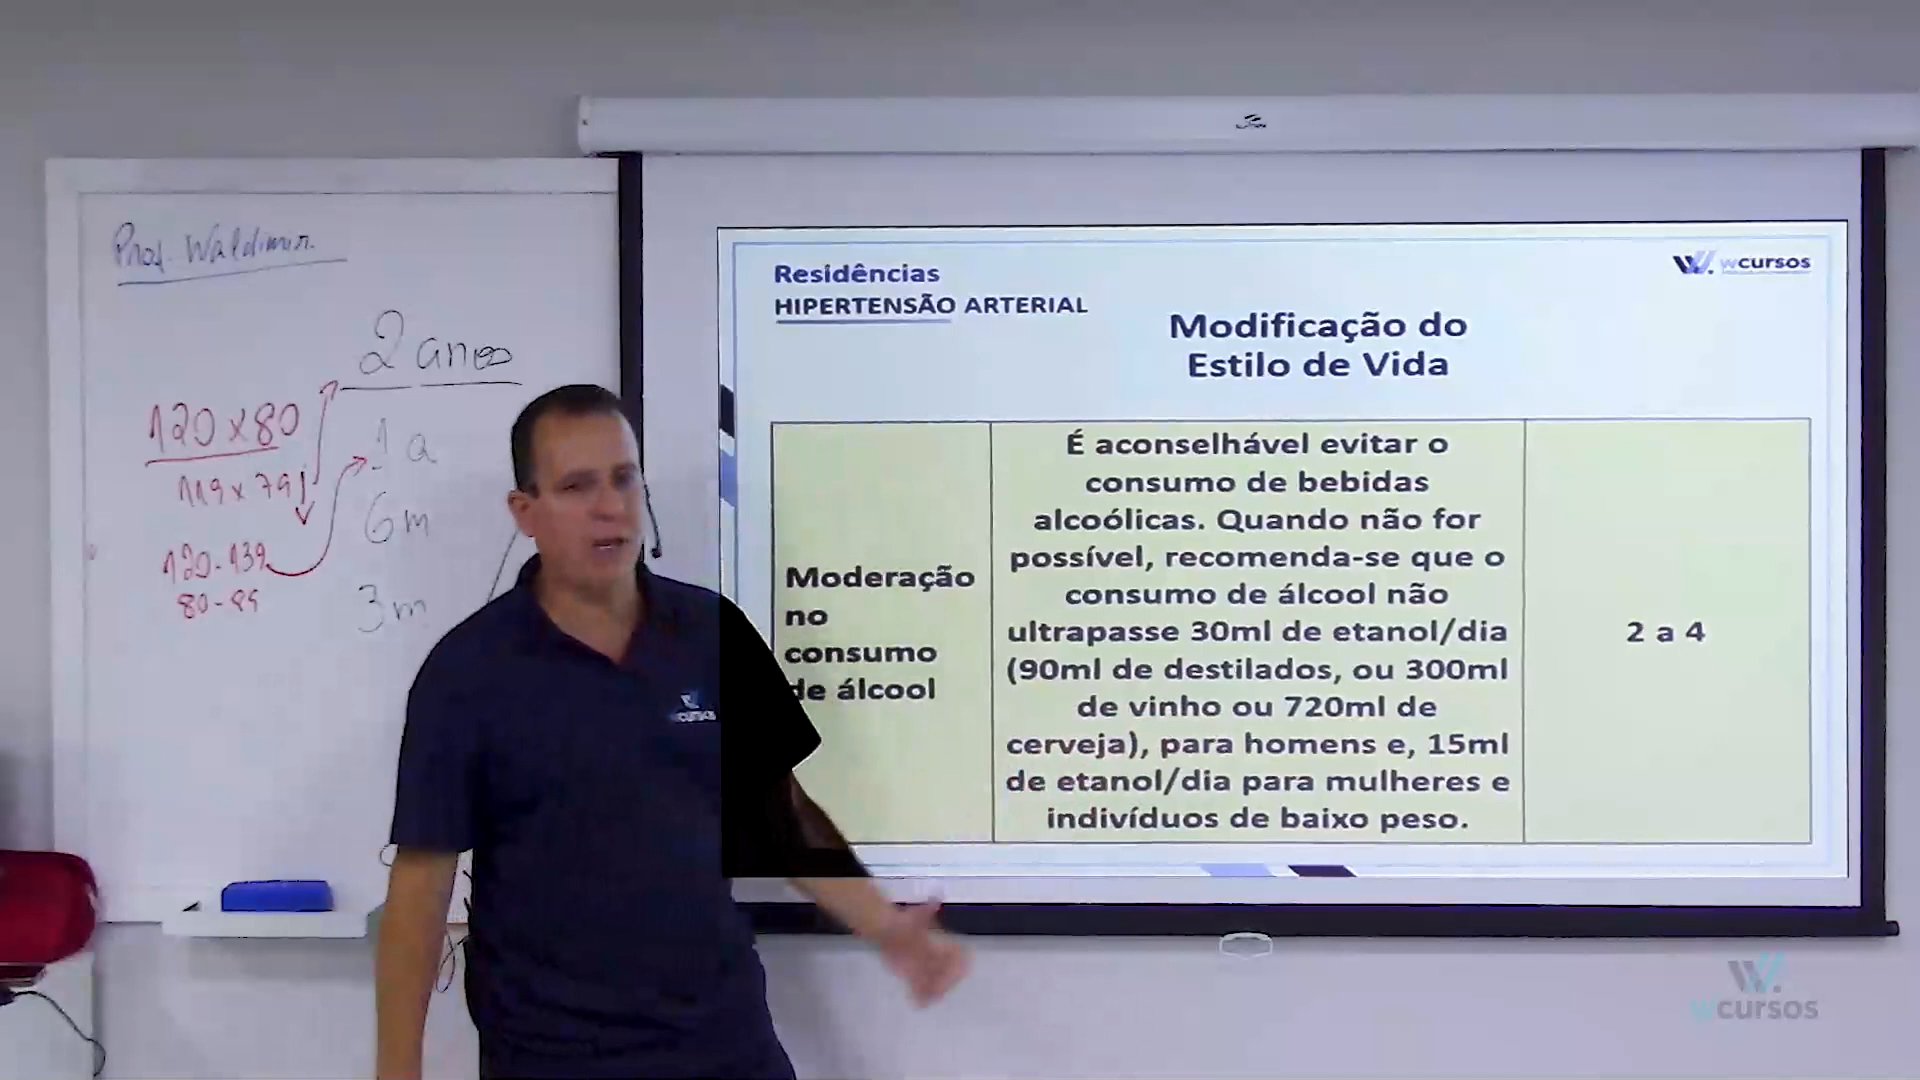 Prof. Waldimir.
2 anos
120 x 80
119 x 79
1 a
6m
120-139
80-89
3m
Residências
HIPERTENSÃO ARTERIAL
wcursos
Modificação do
Estilo de Vida
Moderação
no
consumo
de álcool
É aconselhável evitar o
consumo de bebidas
alcoólicas. Quando não for
possível, recomenda-se que o
consumo de álcool não
ultrapasse 30ml de etanol/dia
(90ml de destilados, ou 300ml
de vinho ou 720ml de
cerveja), para homens e, 15ml
de etanol/dia para mulheres e
indivíduos de baixo peso.
2 a 4
wcursos
wcursos